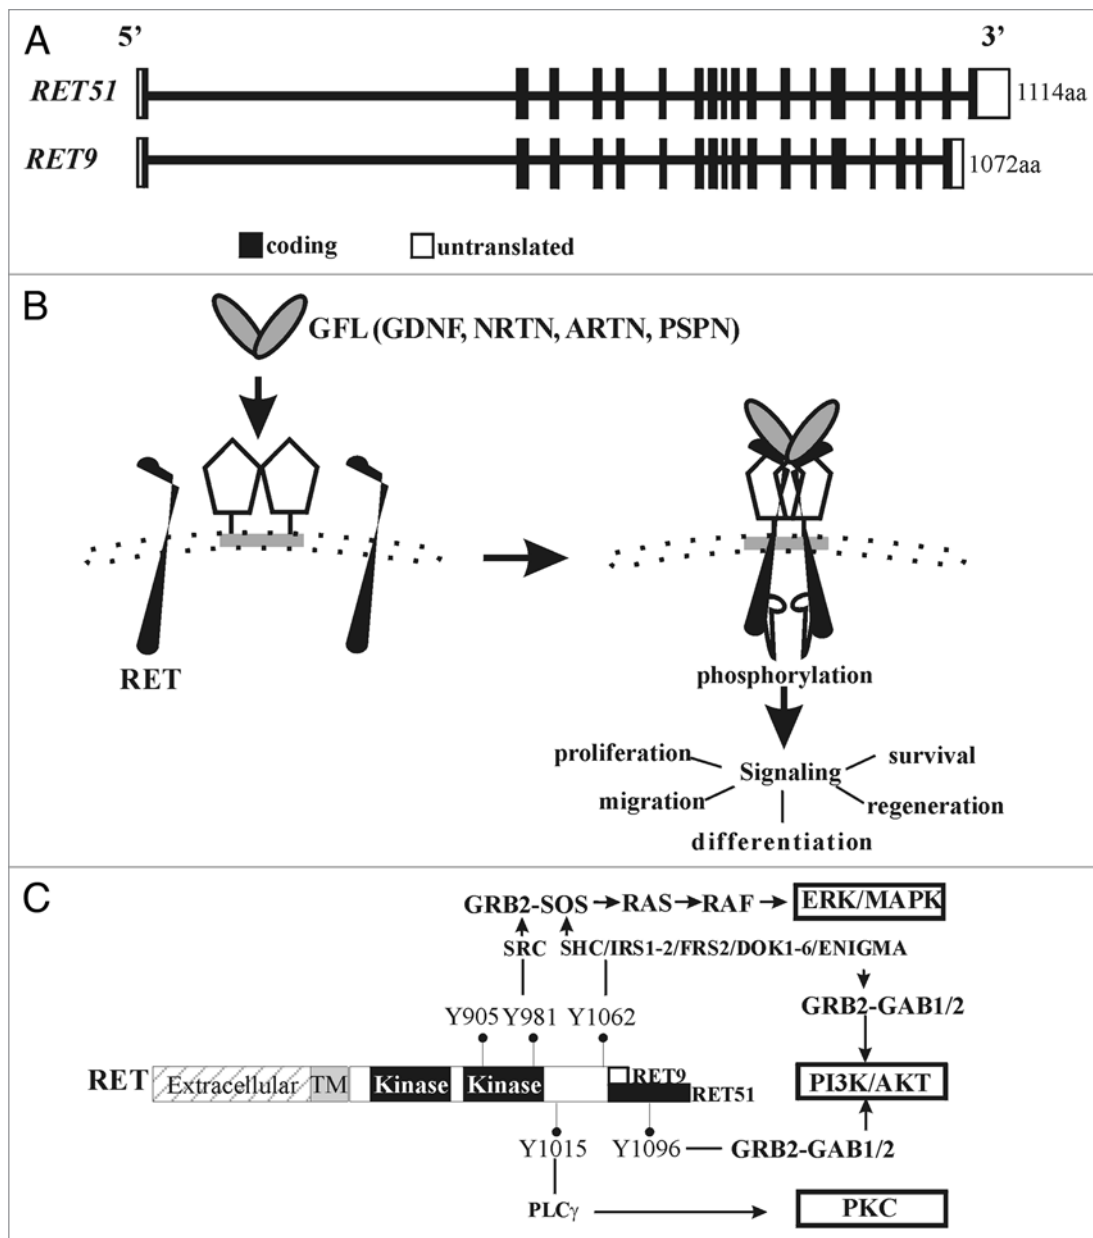 A
5’ 3’
RET51 1114aa
RET9 1072aa
coding untranslated
B
GFL (GDNF, NRTN, ARTN, PSPN)
RET
phosphorylation
proliferation survival
Signaling
migration regeneration
differentiation
C
GRB2-SOS RAS RAF ERK/MAPK
SRC SHC/IRS1-2/FRS2/DOK1-6/ENIGMA
Y905 Y981 Y1062 GRB2-GAB1/2
RET Extracellular TM Kinase Kinase RET9 PI3K/AKT
RET51
Y1015 Y1096 GRB2-GAB1/2
PLCγ PKC